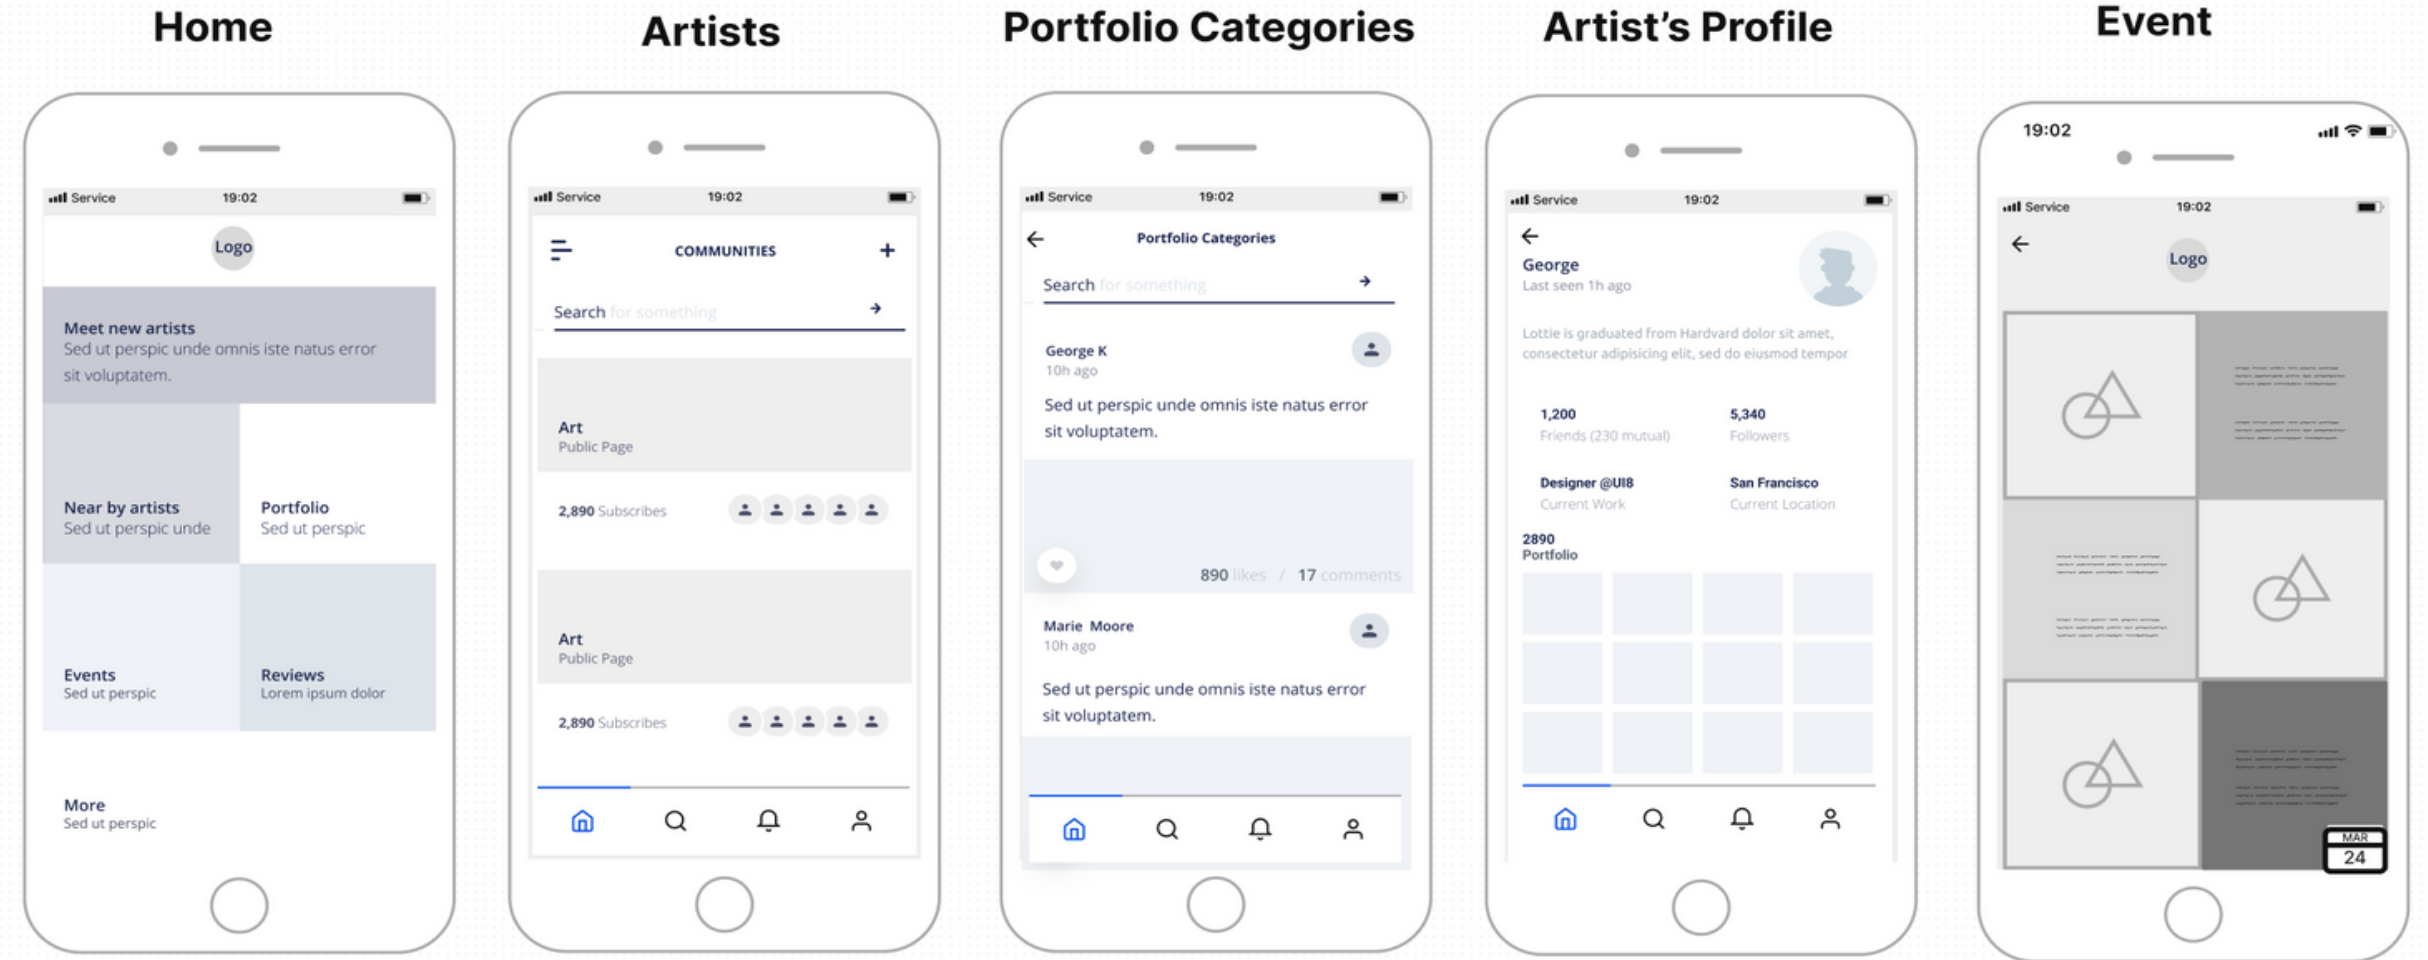 Home
Service 19:02
Logo
Meet new artists
Sed ut perspic unde omnis iste natus error
sit voluptatem.
Near by artists
Sed ut perspic unde
Portfolio
Sed ut perspic
Events
Sed ut perspic
Reviews
Lorem ipsum dolor
More
Sed ut perspic
Artists
Service 19:02
COMMUNITIES
Search for something
Art
Public Page
2,890 Subscribes
Art
Public Page
2,890 Subscribes
Portfolio Categories
Service 19:02
Portfolio Categories
Search for something
George K
10h ago
Sed ut perspic unde omnis iste natus error
sit voluptatem.
890 likes / 17 comments
Marie Moore
10h ago
Sed ut perspic unde omnis iste natus error
sit voluptatem.
Artist’s Profile
Service 19:02
George
Last seen 1h ago
Lottie is graduated from Hardvard dolor sit amet,
consectetur adipisicing elit, sed do eiusmod tempor
1,200
Friends (230 mutual)
5,340
Followers
Designer @UI8
Current Work
San Francisco
Current Location
2890
Portfolio
Event
19:02
Service 19:02
Logo
MAR
24